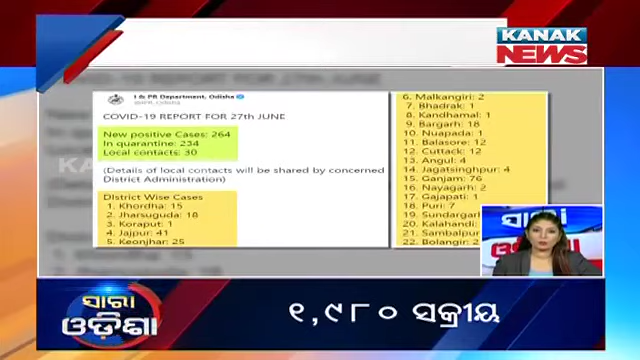 KANAK
NEWS
I & PR Department, Odisha
COVID-19 REPORT FOR 27th JUNE
New positive Cases: 264
In quarantine: 234
Local contacts: 30
(Details of local contacts will be shared by concerned
District Administration)
District Wise Cases
1. Khordha: 15
2. Jharsuguda: 18
3. Koraput: 1
4. Jajpur: 41
5. Keonjhar: 25
6. Malkangiri: 2
7. Bhadrak: 1
8. Kandhamal: 1
9. Bargarh: 18
10. Nuapada: 1
11. Balasore: 12
12. Cuttack: 12
13. Angul: 4
14. Jagatsinghpur: 4
15. Ganjam: 76
16. Nayagarh: 2
17. Gajapati: 1
18. Puri: 7
19. Sundargarh
20. Kalahandi:
21. Sambalpur
22. Bolangir: 2
ସାରା
ଓଡ଼ିଶା
୧,୯୮୦ ସକ୍ରୀୟ